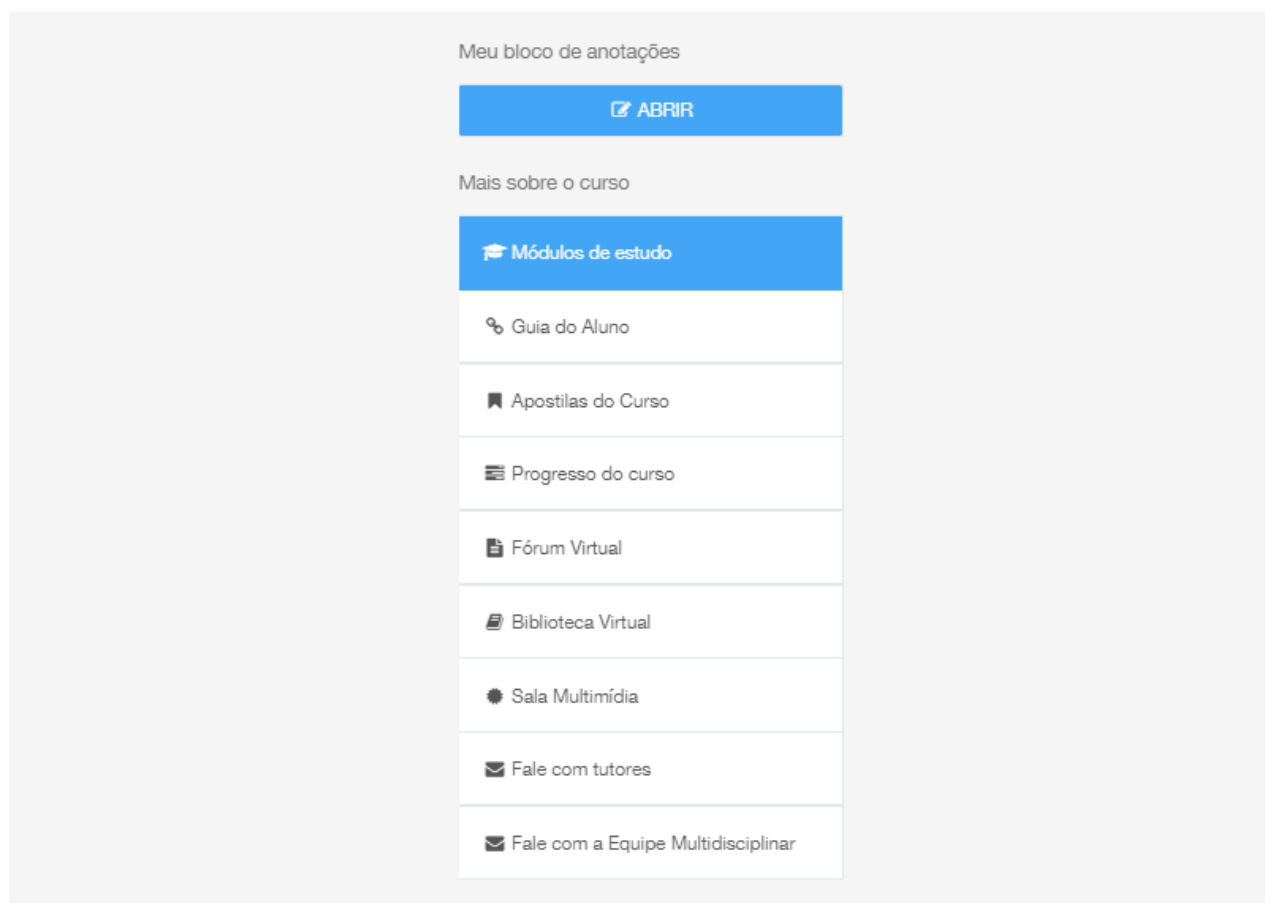 Meu bloco de anotações
ABRIR
Mais sobre o curso
Módulos de estudo
Guia do Aluno
Apostilas do Curso
Progresso do curso
Fórum Virtual
Biblioteca Virtual
Sala Multimídia
Fale com tutores
Fale com a Equipe Multidisciplinar